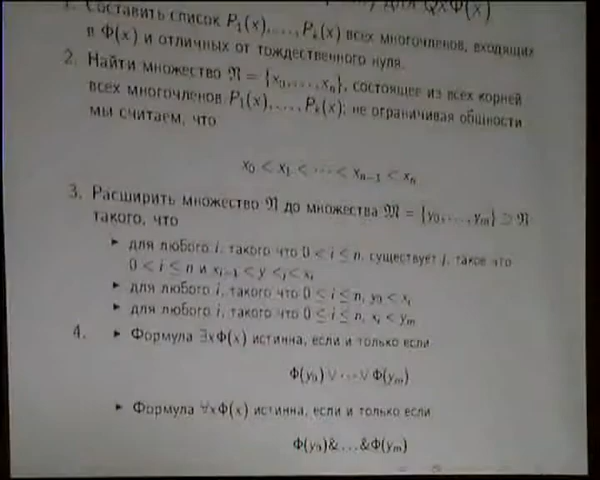 для QxΦ(x)
1. Составить список P₁(x),...,Pₖ(x) всех многочленов, входящих
в Φ(x) и отличных от тождественного нуля.
2. Найти множество 𝔑 = {x₀,...,xₙ}, состоящее из всех корней
всех многочленов P₁(x),...,Pₖ(x); не ограничивая общности
мы считаем, что
x₀ < x₁ < ··· < xₙ₋₁ < xₙ
3. Расширить множество 𝔑 до множества 𝔐 = {y₀,...,yₘ} ⊃ 𝔑
такого, что
▸ для любого i, такого что 0 < i ≤ n, существует j, такое что
0 < i ≤ n и xᵢ₋₁ < y <ⱼ< xᵢ
▸ для любого i, такого что 0 ≤ i ≤ n, y₀ < xᵢ
▸ для любого i, такого что 0 ≤ i ≤ n, xᵢ < yₘ
4. ▸ Формула ∃xΦ(x) истинна, если и только если
Φ(y₀) ∨ ··· ∨ Φ(yₘ)
▸ Формула ∀xΦ(x) истинна, если и только если
Φ(y₀)&...&Φ(yₘ)